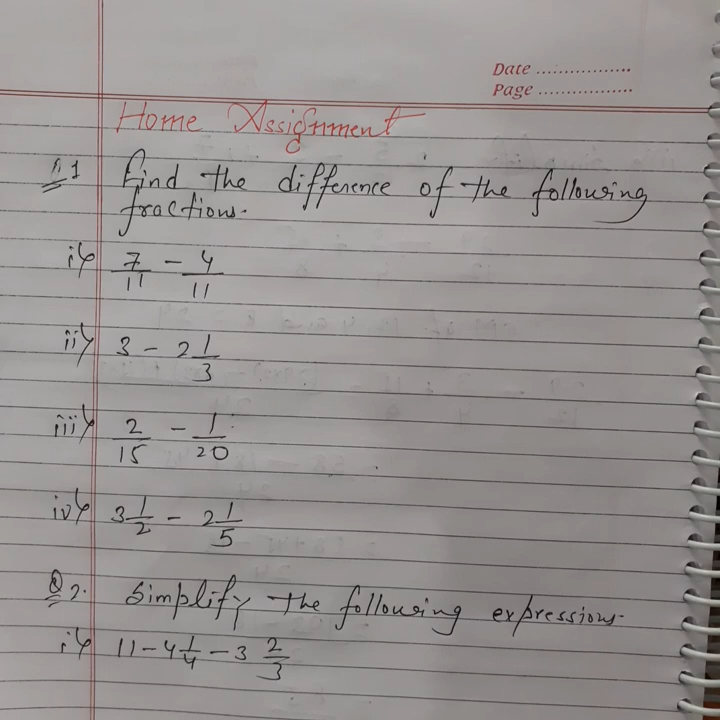 Date ..................
Page ..................
Home Assignment
Q.1 Find the difference of the following
fractions.
i) 7/11 - 4/11
ii) 3 - 2 1/3
iii) 2/15 - 1/20
iv) 3 1/2 - 2 1/5
Q 2. Simplify the following expressions.
i) 11 - 4 1/4 - 3 2/3